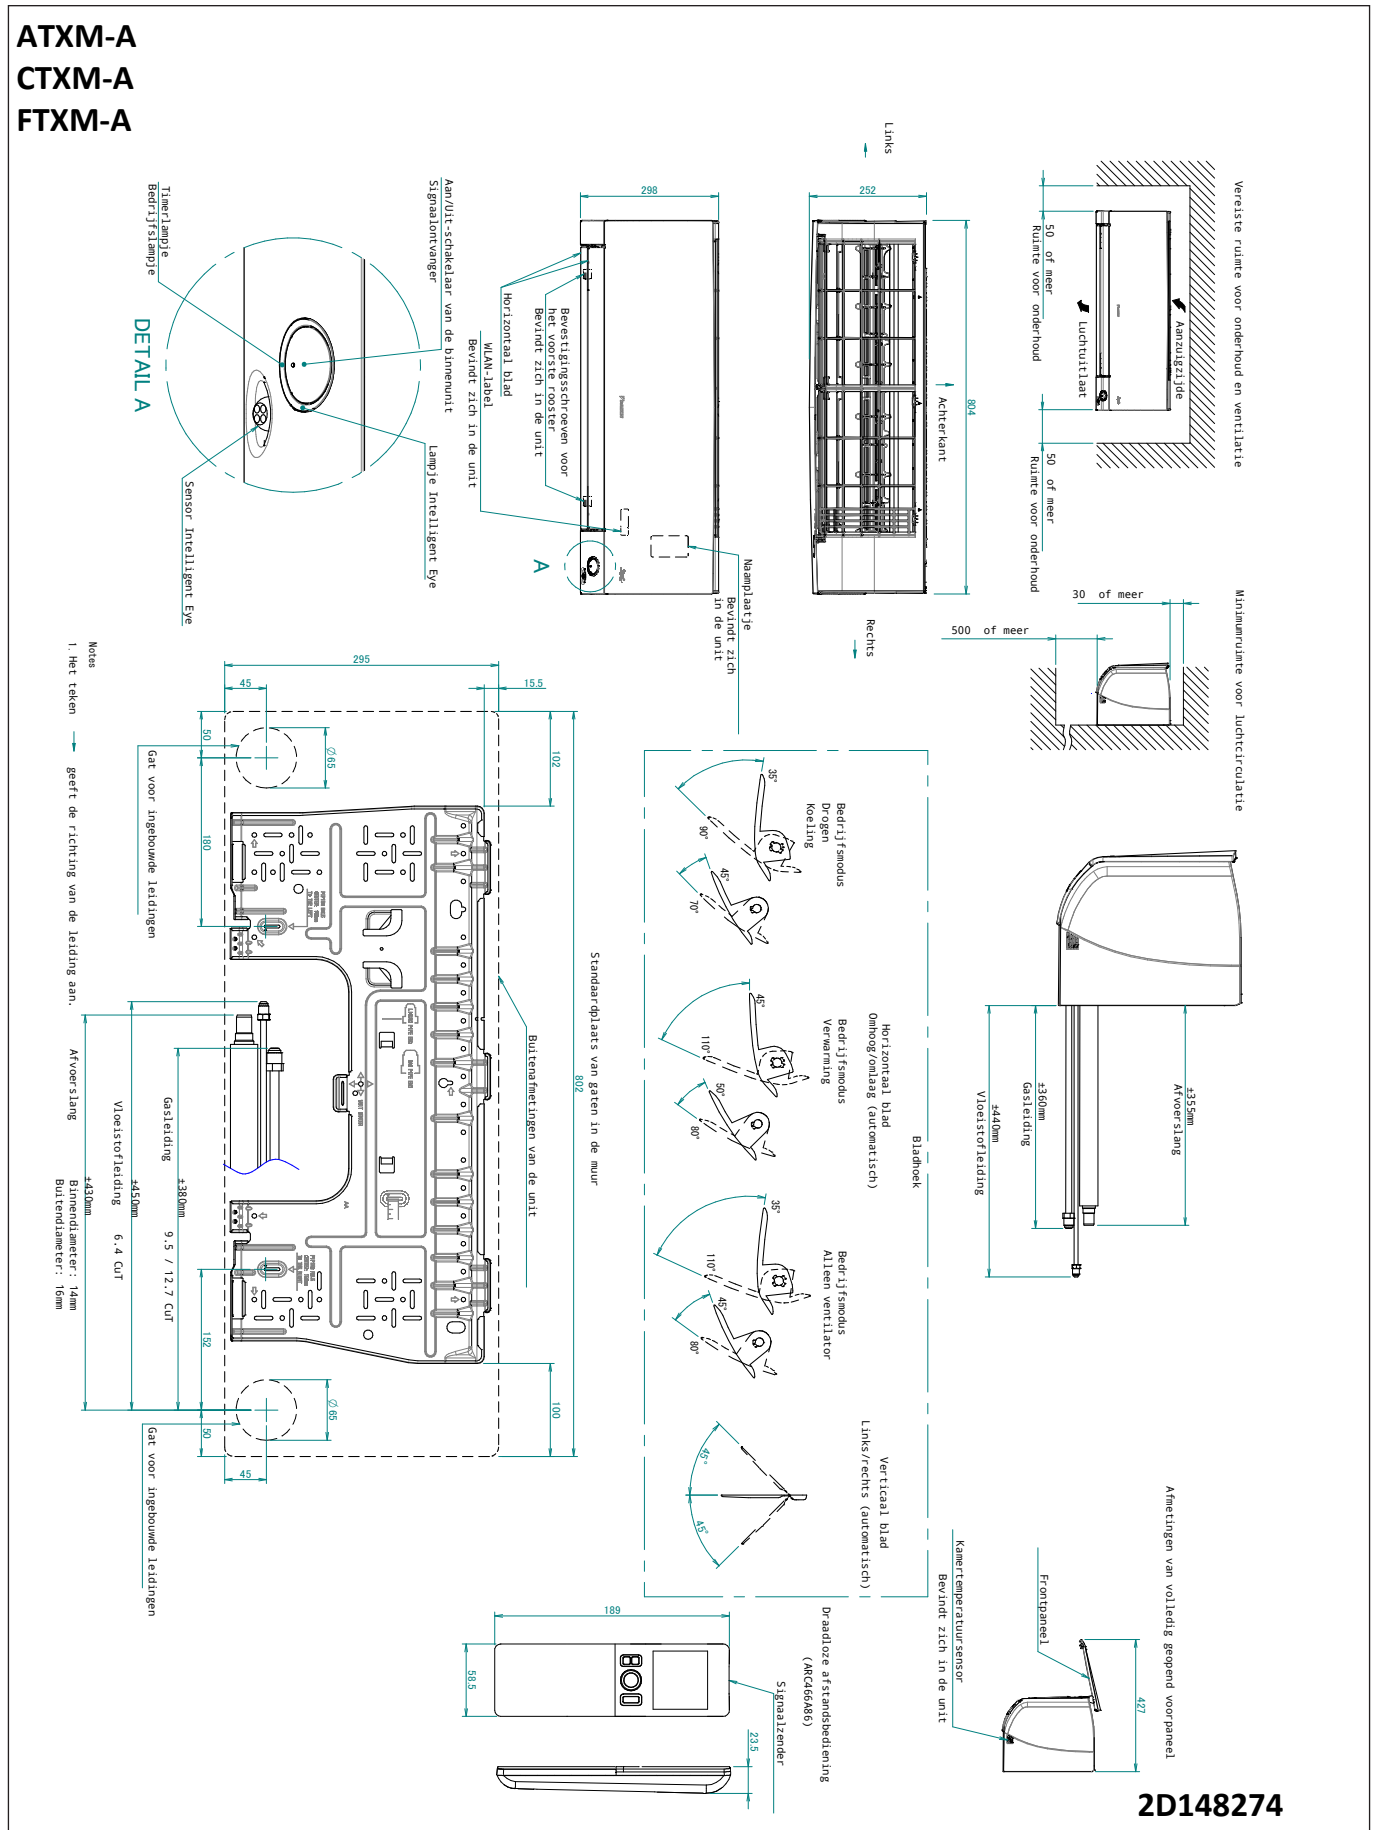 ATXM-A
CTXM-A
FTXM-A
Vereiste ruimte voor onderhoud en ventilatie
50 of meer
Ruimte voor onderhoud
Aanzuigzijde
Luchtuitlaat
50 of meer
Ruimte voor onderhoud
Minimumruimte voor luchtcirculatie
30 of meer
500 of meer
Links
252
804
Achterkant
Rechts
298
Horizontaal blad
Bevestigingsschroeven voor
het voorste rooster
Bevindt zich in de unit
WLAN-label
Bevindt zich in de unit
Naamplaatje
Bevindt zich
in de unit
A
Aan/Uit-schakelaar van de binnenunit
Signaalontvanger
Timerlampje
Bedrijfslampje
DETAIL A
Lampje Intelligent Eye
Sensor Intelligent Eye
±355mm
Afvoerslang
±360mm
Gasleiding
±440mm
Vloeistofleiding
Bladhoek
Horizontaal blad
Omhoog/omlaag (automatisch)
Bedrijfsmodus
Drogen
Koeling
35°
90°
45°
70°
Bedrijfsmodus
Verwarming
45°
110°
50°
80°
Bedrijfsmodus
Alleen ventilator
35°
110°
45°
80°
Verticaal blad
Links/rechts (automatisch)
45°
45°
Standaardplaats van gaten in de muur
802
Buitenafmetingen van de unit
295
45
15.5
102
50
Ø65
180
Gat voor ingebouwde leidingen
100
50
Ø65
152
45
Gat voor ingebouwde leidingen
±380mm
Gasleiding 9.5 / 12.7 CuT
±450mm
Vloeistofleiding 6.4 CuT
±430mm
Afvoerslang Binnendiameter: 14mm
Buitendiameter: 16mm
Notes
1. Het teken → geeft de richting van de leiding aan.
Afmetingen van volledig geopend voorpaneel
427
Frontpaneel
Kamertemperatuursensor
Bevindt zich in de unit
Draadloze afstandsbediening
(ARC466A86)
Signaalzender
189
58.5
23.5
2D148274